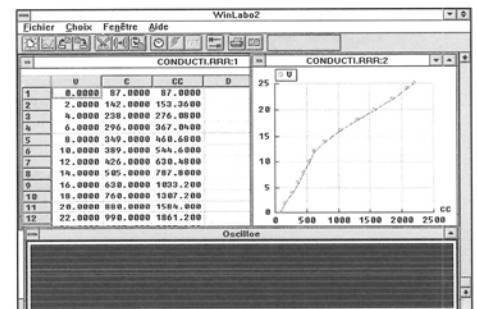 WinLabo2
Fichier Choix Fenêtre Aide
CONDUCTI.RRR:1
U C CC D
1 0.0000 87.0000 87.0000
2 2.0000 142.0000 153.3600
3 4.0000 238.0000 276.0800
4 6.0000 296.0000 367.0400
5 8.0000 349.0000 460.6800
6 10.0000 389.0000 544.6000
7 12.0000 426.0000 630.4800
8 14.0000 505.0000 787.8000
9 16.0000 630.0000 1033.200
10 18.0000 760.0000 1307.200
11 20.0000 880.0000 1584.000
12 22.0000 990.0000 1861.200
CONDUCTI.RRR:2
U
25
20
15
10
5
0
CC
0 500 1000 1500 2000 2500
Oscilloe